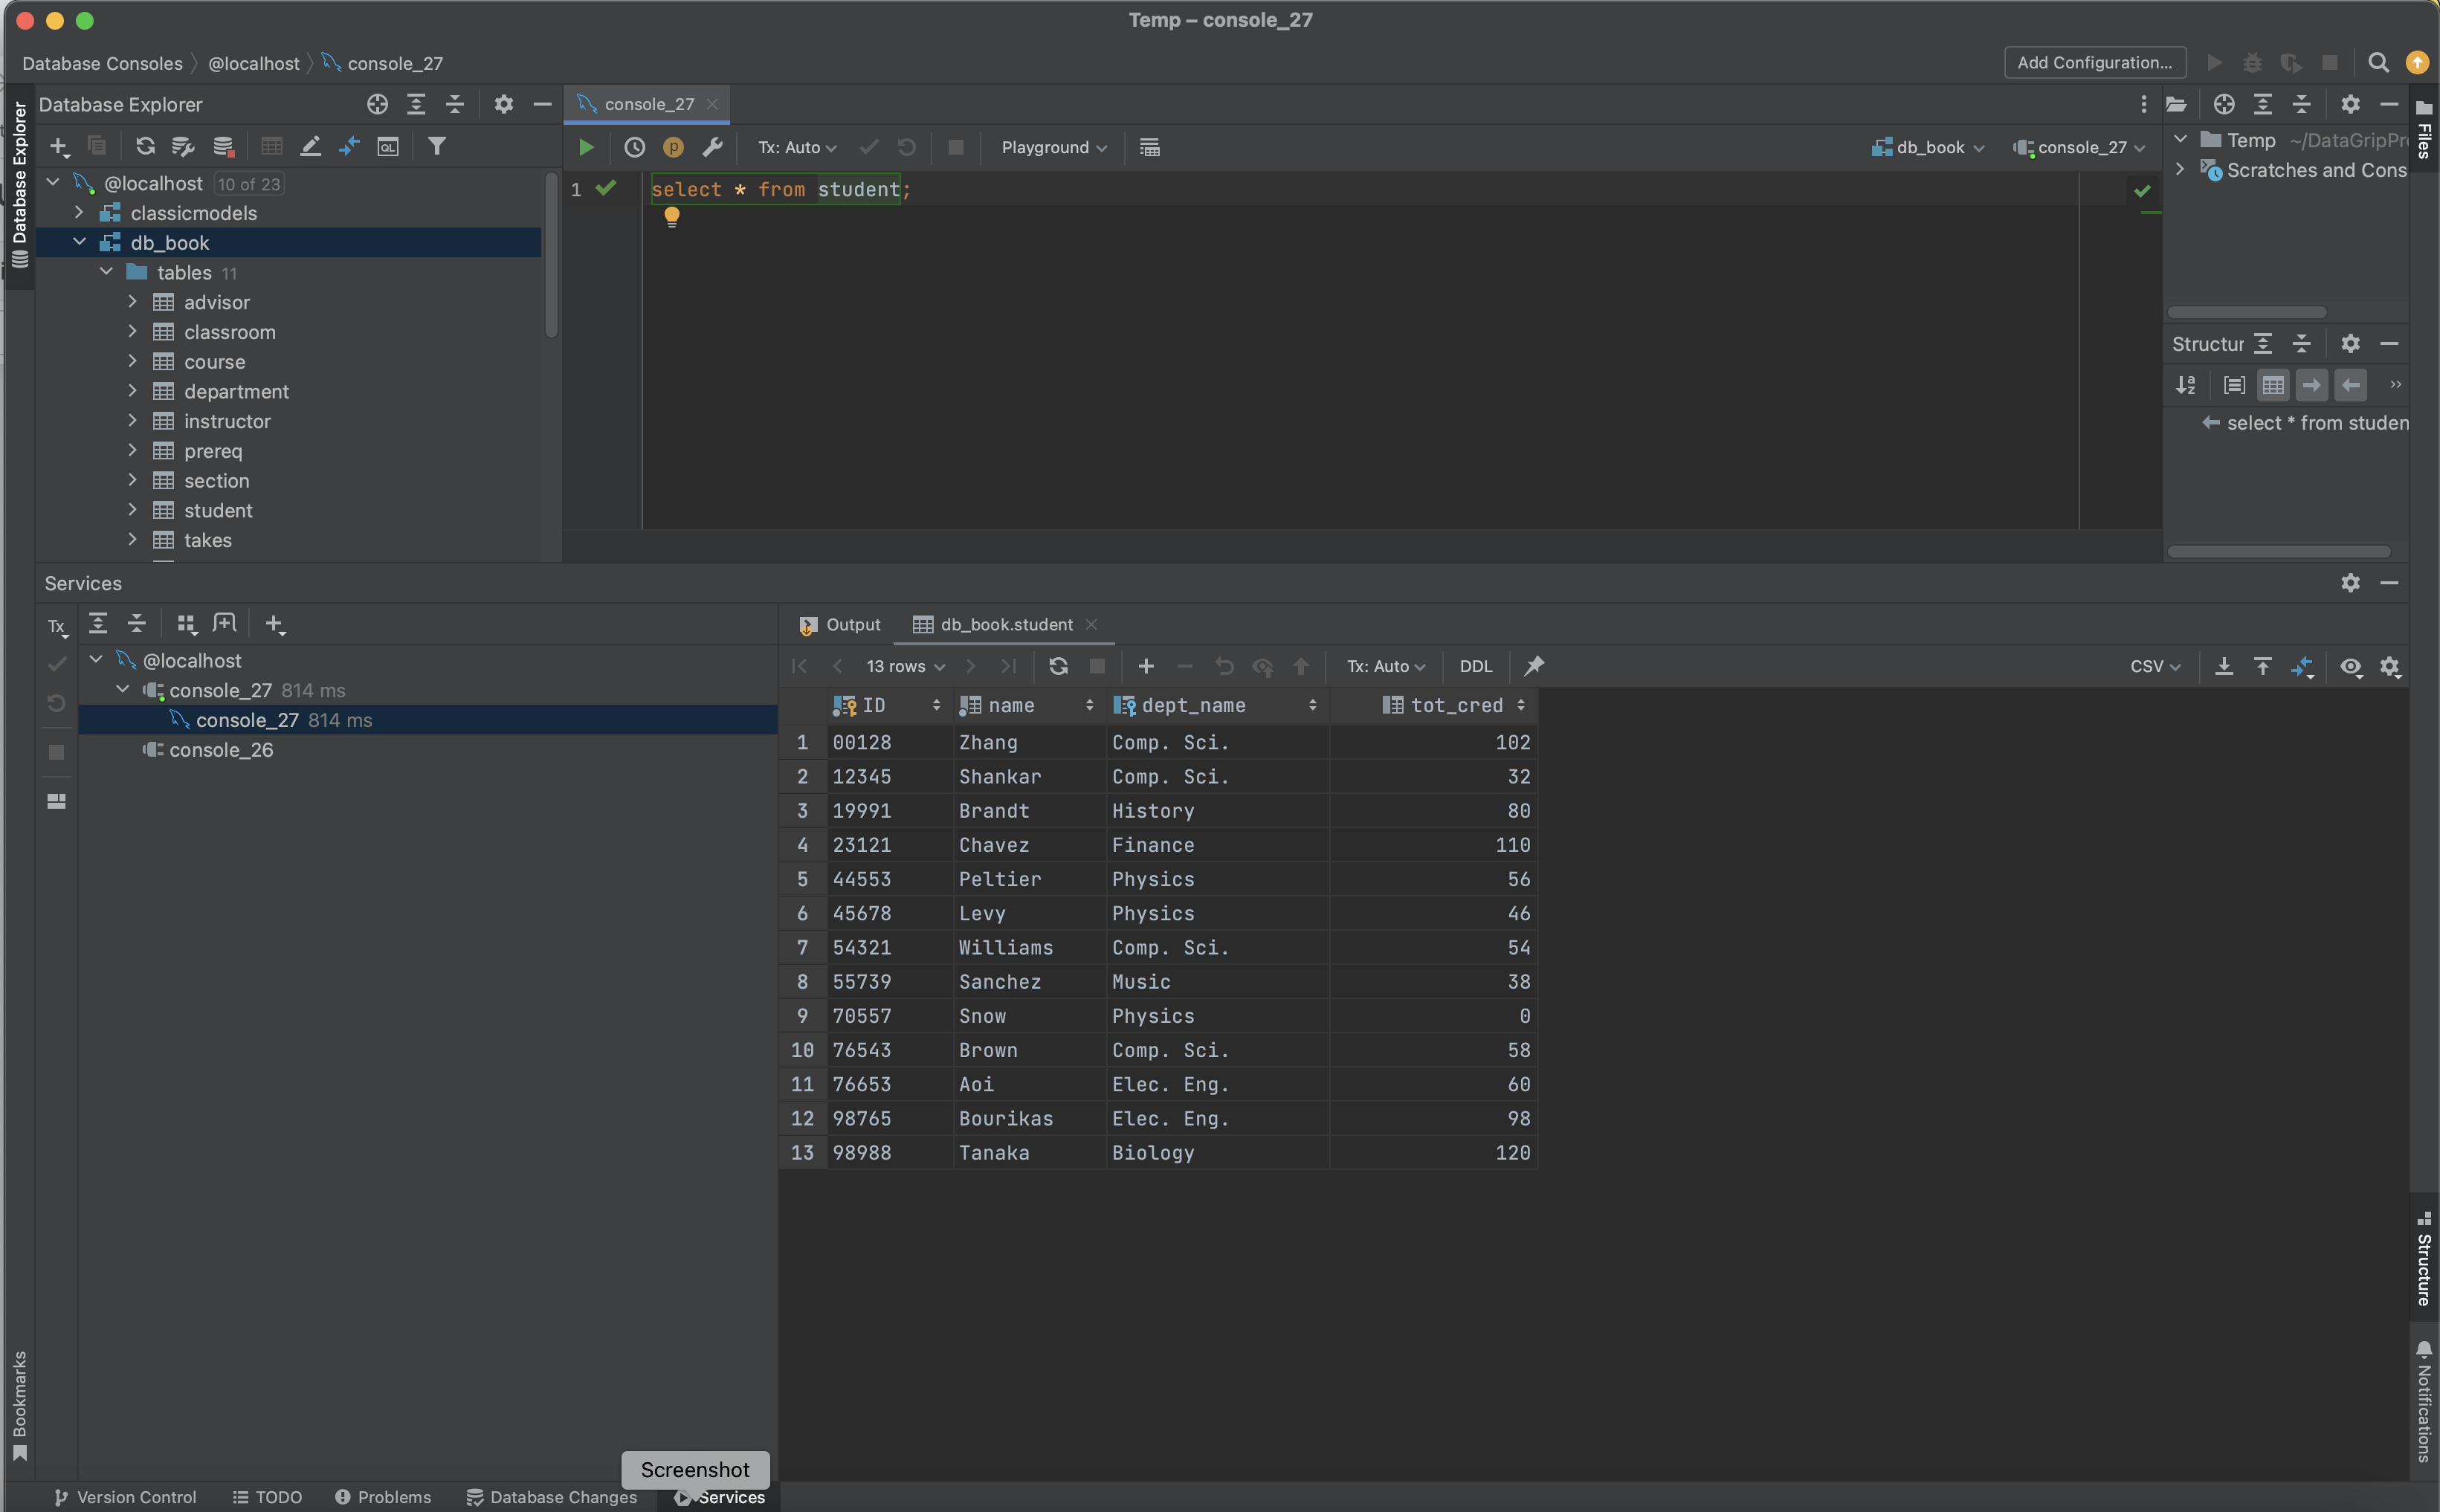 Temp – console_27
Database Consoles @localhost console_27 Add Configuration...
Database Explorer
Database Explorer
console_27
Files
Tx: Auto Playground db_book console_27
Temp ~/DataGripPr
Scratches and Cons
@localhost 10 of 23
classicmodels
db_book
tables 11
advisor
classroom
course
department
instructor
prereq
section
student
takes
1 select * from student;
Structur
select * from studen
Services
Tx
@localhost
console_27 814 ms
console_27 814 ms
console_26
Output db_book.student
13 rows Tx: Auto DDL CSV
ID name dept_name tot_cred
1 00128 Zhang Comp. Sci. 102
2 12345 Shankar Comp. Sci. 32
3 19991 Brandt History 80
4 23121 Chavez Finance 110
5 44553 Peltier Physics 56
6 45678 Levy Physics 46
7 54321 Williams Comp. Sci. 54
8 55739 Sanchez Music 38
9 70557 Snow Physics 0
10 76543 Brown Comp. Sci. 58
11 76653 Aoi Elec. Eng. 60
12 98765 Bourikas Elec. Eng. 98
13 98988 Tanaka Biology 120
Structure
Notifications
Bookmarks
Screenshot
Version Control TODO Problems Database Changes Services